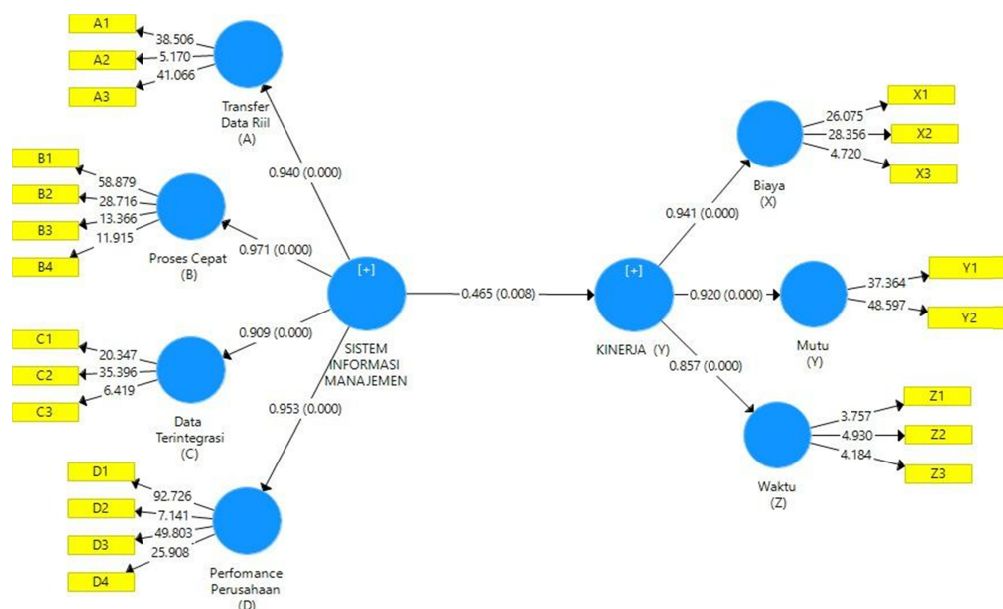 A1
A2
A3
38.506
5.170
41.066
Transfer
Data Riil
(A)
0.940 (0.000)
B1
B2
B3
B4
58.879
28.716
13.366
11.915
Proses Cepat
(B)
0.971 (0.000)
C1
C2
C3
20.347
35.396
6.419
Data
Terintegrasi
(C)
0.909 (0.000)
D1
D2
D3
D4
92.726
7.141
49.803
25.908
Perfomance
Perusahaan
(D)
0.953 (0.000)
[+]
SISTEM
INFORMASI
MANAJEMEN
0.465 (0.008)
[+]
KINERJA (Y)
0.941 (0.000)
Biaya
(X)
26.075
28.356
4.720
X1
X2
X3
0.920 (0.000)
Mutu
(Y)
37.364
48.597
Y1
Y2
0.857 (0.000)
Waktu
(Z)
3.757
4.930
4.184
Z1
Z2
Z3